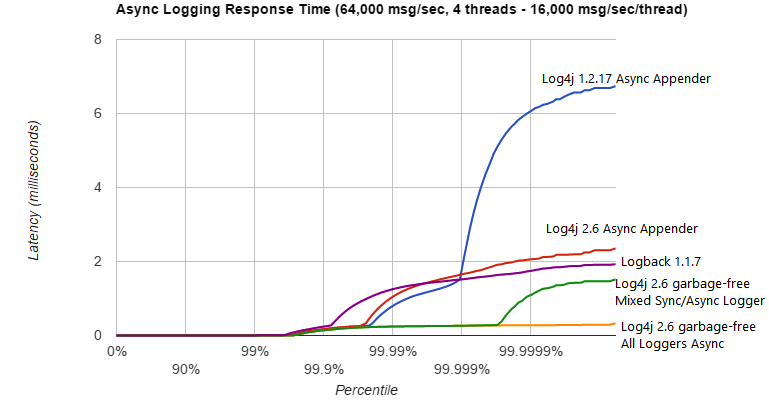 Async Logging Response Time (64,000 msg/sec, 4 threads - 16,000 msg/sec/thread)
8
Log4j 1.2.17 Async Appender
6
Latency (milliseconds)
4
Log4j 2.6 Async Appender
2
Logback 1.1.7
Log4j 2.6 garbage-free
Mixed Sync/Async Logger
Log4j 2.6 garbage-free
All Loggers Async
0
0% 99% 99.99% 99.9999%
90% 99.9% 99.999%
Percentile